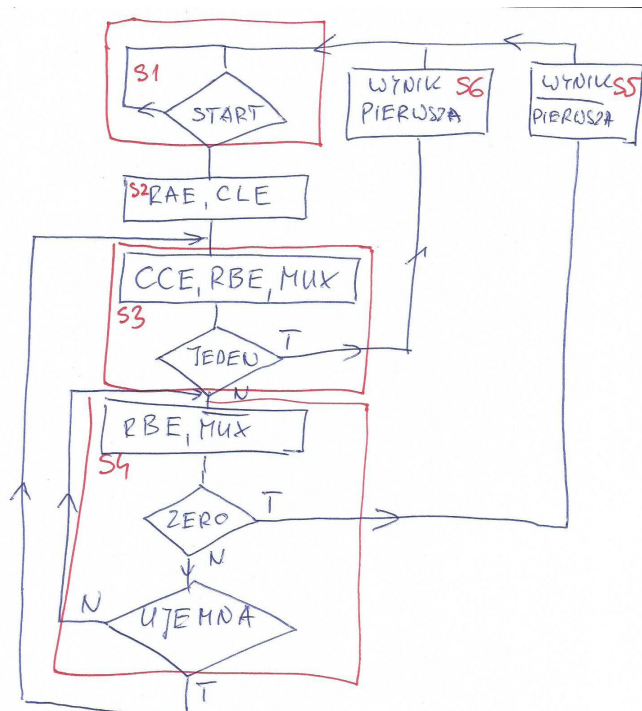 S1
START
WYNIK S6
PIERWSZA
WYNIK S5
PIERWSZA
S2 RAE, CLE
CCE, RBE, MUX
S3
JEDEN
T
N
RBE, MUX
S4
ZERO
T
N
UJEMNA
N
T